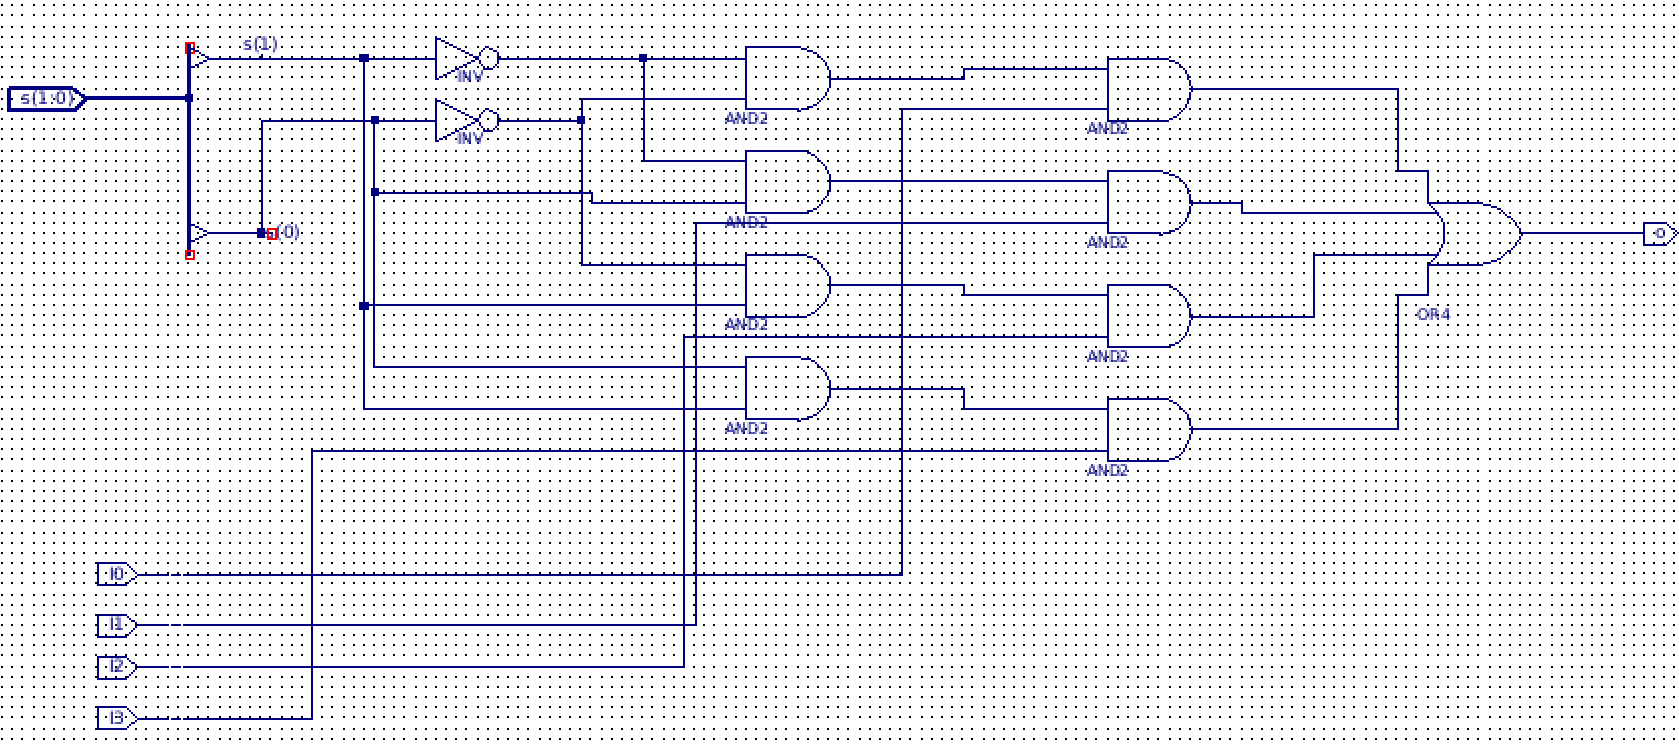 s(1)
INV
s(1:0)
AND2
AND2
INV
(0)
AND2
AND2
o
AND2
OR4
AND2
AND2
AND2
I0
I1
I2
I3